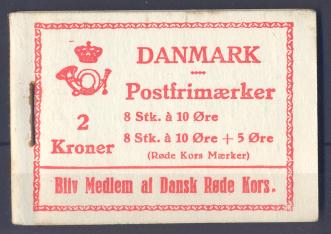 DANMARK
Postfrimærker
2
Kroner
8 Stk. à 10 Øre
8 Stk. à 10 Øre + 5 Øre
(Røde Kors Mærker)
Bliv Medlem af Dansk Røde Kors.